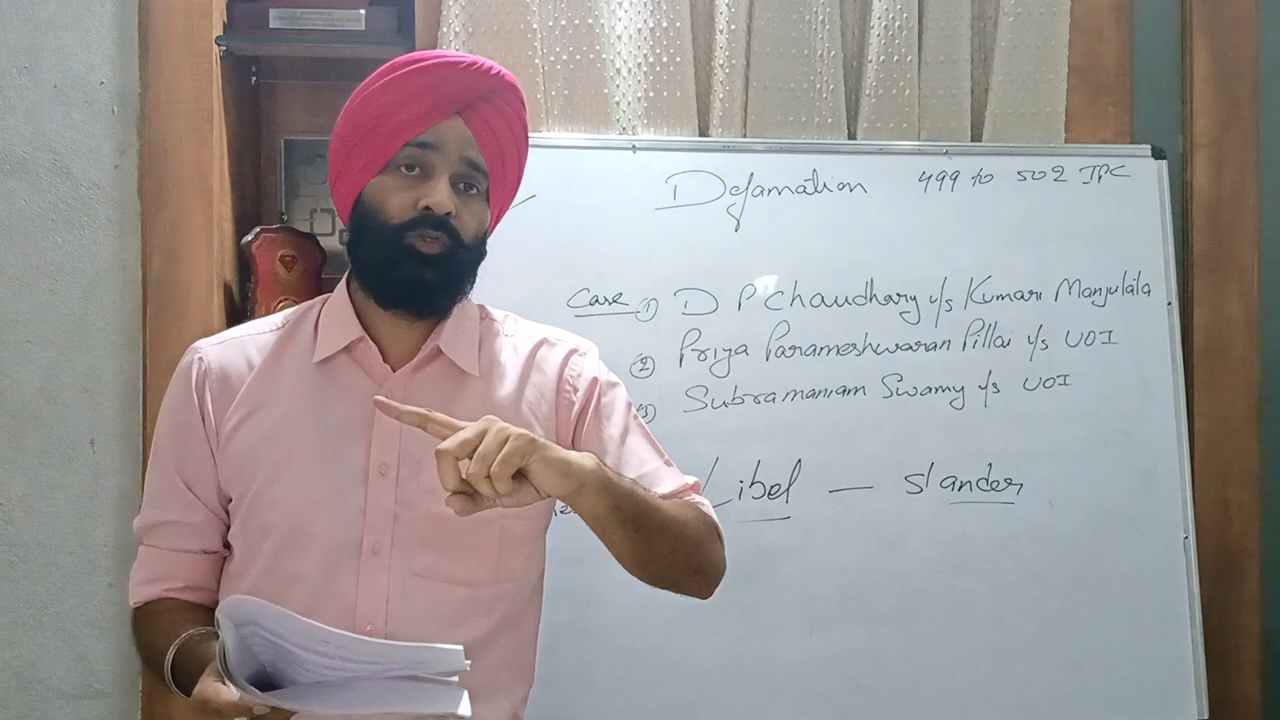 Defamation 499 to 502 IPC
Case (1) D P Chaudhary v/s Kumari Manjulata
(2) Priya Parameshwaran Pillai v/s UOI
(3) Subramaniam Swamy v/s UOI
Libel — Slander